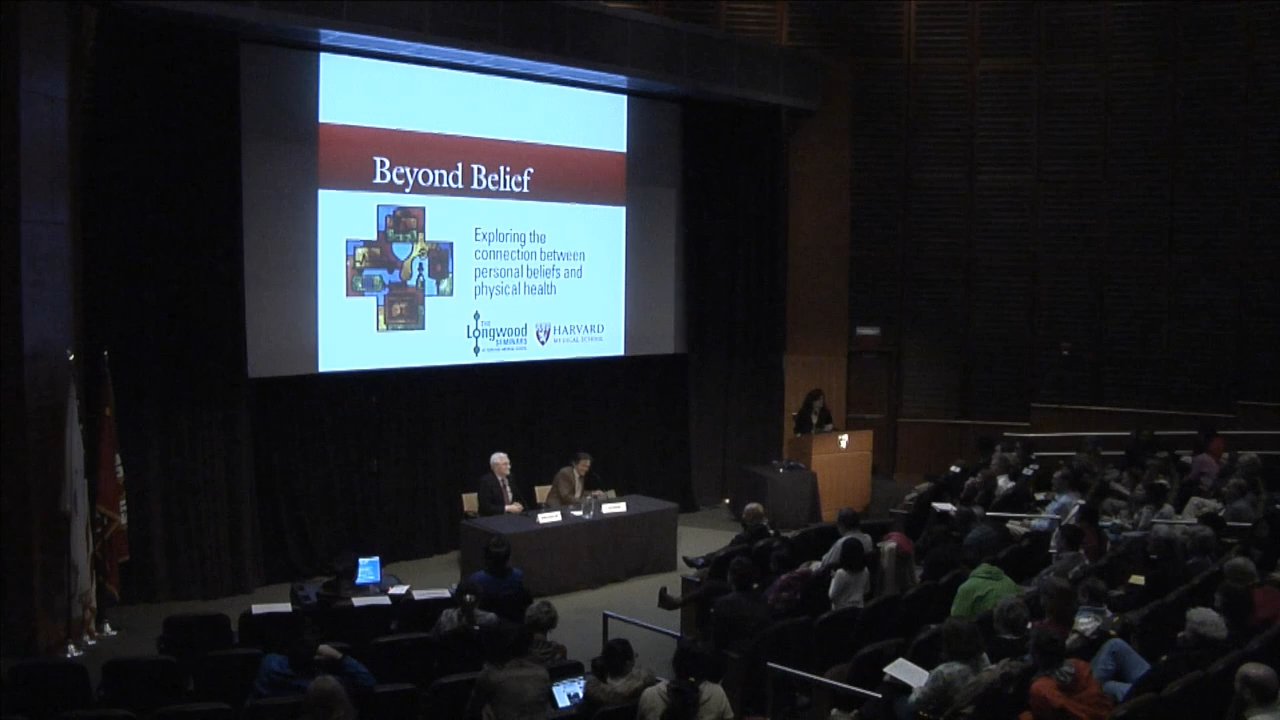 Beyond Belief
Exploring the
connection between
personal beliefs and
physical health
THE
Longwood
SEMINARS
HARVARD
MEDICAL SCHOOL